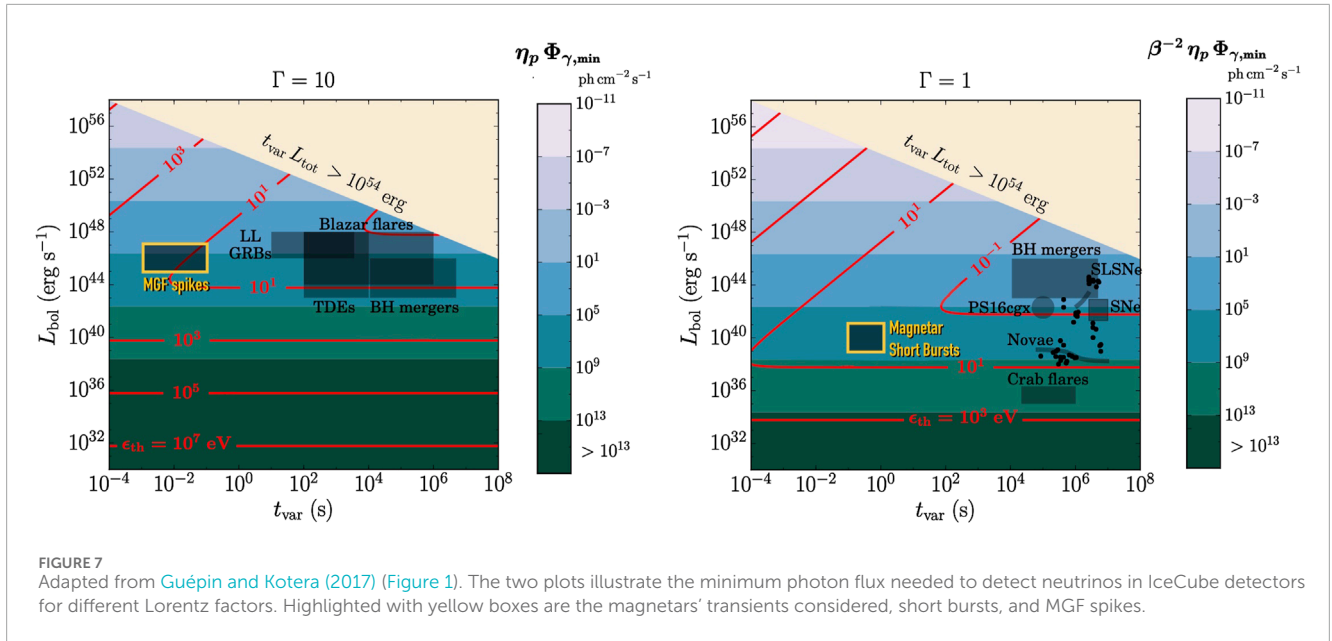 Γ = 10
η_p Φ_γ,min
ph cm⁻² s⁻¹
L_bol (erg s⁻¹)
10⁵⁶
10⁵²
10⁴⁸
10⁴⁴
10⁴⁰
10³⁶
10³²
10³
10¹
t_var L_tot > 10⁵⁴ erg
Blazar flares
LL
GRBs
MGF spikes
10¹
TDEs
BH mergers
10³
10⁵
ϵ_th = 10⁷ eV
10⁻⁴
10⁻²
10⁰
10²
10⁴
10⁶
10⁸
t_var (s)
10⁻¹¹
10⁻⁷
10⁻³
10¹
10⁵
10⁹
10¹³
> 10¹³
Γ = 1
β⁻² η_p Φ_γ,min
ph cm⁻² s⁻¹
L_bol (erg s⁻¹)
10⁵⁶
10⁵²
10⁴⁸
10⁴⁴
10⁴⁰
10³⁶
10³²
t_var L_tot > 10⁵⁴ erg
10¹
10⁻¹
BH mergers
SLSNe
PS16cgx
SNe
Magnetar
Short Bursts
Novae
10¹
Crab flares
ϵ_th = 10³ eV
10⁻⁴
10⁻²
10⁰
10²
10⁴
10⁶
10⁸
t_var (s)
10⁻¹¹
10⁻⁷
10⁻³
10¹
10⁵
10⁹
10¹³
> 10¹³
FIGURE 7
Adapted from Guépin and Kotera (2017) (Figure 1). The two plots illustrate the minimum photon flux needed to detect neutrinos in IceCube detectors
for different Lorentz factors. Highlighted with yellow boxes are the magnetars' transients considered, short bursts, and MGF spikes.